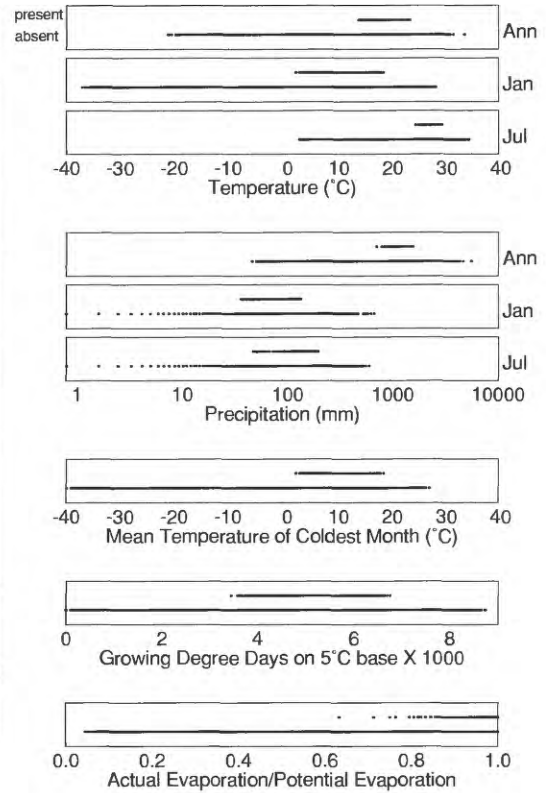 present
absent
Ann
Jan
Jul
-40 -30 -20 -10 0 10 20 30 40
Temperature (˚C)
Ann
Jan
Jul
1 10 100 1000 10000
Precipitation (mm)
-40 -30 -20 -10 0 10 20 30 40
Mean Temperature of Coldest Month (˚C)
0 2 4 6 8
Growing Degree Days on 5˚C base X 1000
0.0 0.2 0.4 0.6 0.8 1.0
Actual Evaporation/Potential Evaporation